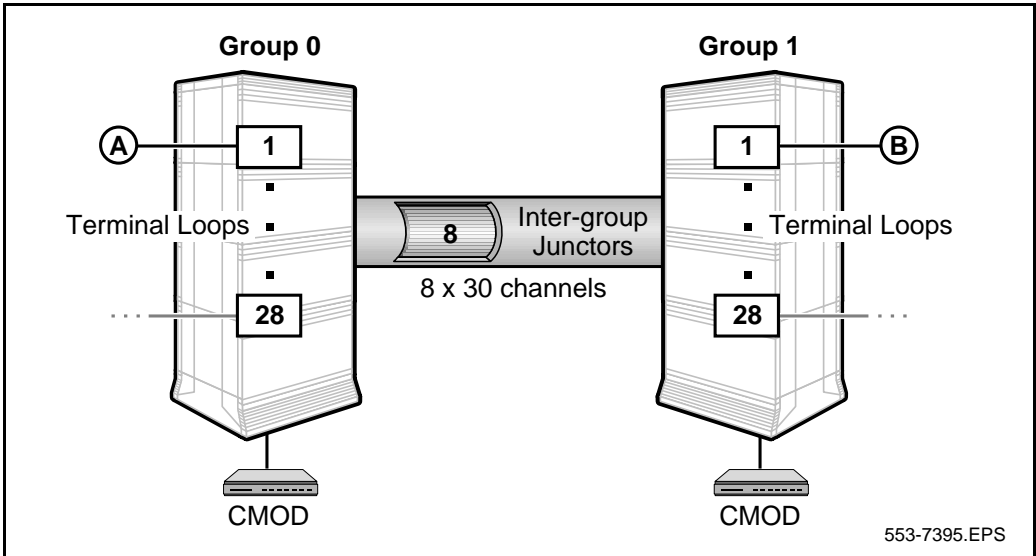 Group 0
Group 1
A
1
1
B
Terminal Loops
8
Inter-group
Junctors
Terminal Loops
8 x 30 channels
28
28
CMOD
CMOD
553-7395.EPS